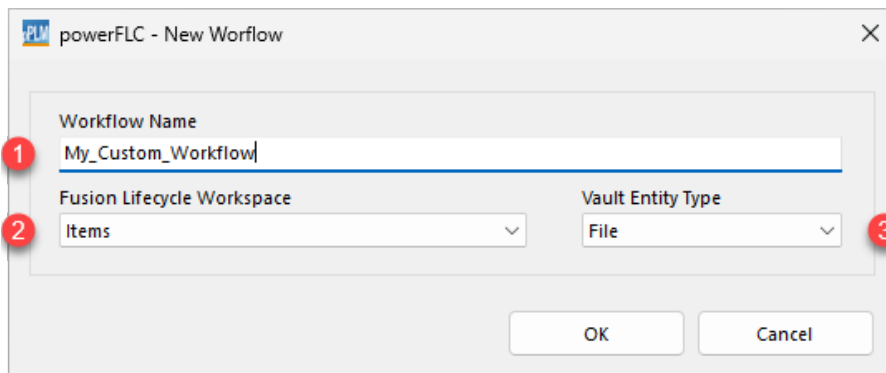 PLM powerFLC - New Worflow
Workflow Name
1 My_Custom_Workflow
Fusion Lifecycle Workspace Vault Entity Type
2 Items File 3
OK Cancel